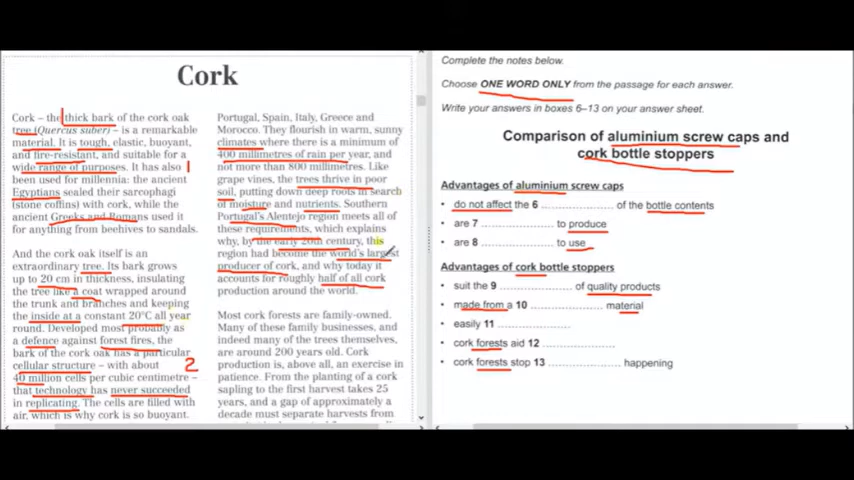 Cork
Cork – the thick bark of the cork oak
tree (Quercus suber) – is a remarkable
material. It is tough, elastic, buoyant,
and fire-resistant, and suitable for a
wide range of purposes. It has also
been used for millennia: the ancient
Egyptians sealed their sarcophagi
(stone coffins) with cork, while the
ancient Greeks and Romans used it
for anything from beehives to sandals.
1
And the cork oak itself is an
extraordinary tree. Its bark grows
up to 20 cm in thickness, insulating
the tree like a coat wrapped around
the trunk and branches and keeping
the inside at a constant 20°C all year
round. Developed most probably as
a defence against forest fires, the
bark of the cork oak has a particular
cellular structure – with about
40 million cells per cubic centimetre –
that technology has never succeeded
in replicating. The cells are filled with
air, which is why cork is so buoyant.
2
Portugal, Spain, Italy, Greece and
Morocco. They flourish in warm, sunny
climates where there is a minimum of
400 millimetres of rain per year, and
not more than 800 millimetres. Like
grape vines, the trees thrive in poor
soil, putting down deep roots in search
of moisture and nutrients. Southern
Portugal's Alentejo region meets all of
these requirements, which explains
why, by the early 20th century, this
region had become the world's largest
producer of cork, and why today it
accounts for roughly half of all cork
production around the world.
Most cork forests are family-owned.
Many of these family businesses, and
indeed many of the trees themselves,
are around 200 years old. Cork
production is, above all, an exercise in
patience. From the planting of a cork
sapling to the first harvest takes 25
years, and a gap of approximately a
decade must separate harvests from
Complete the notes below.
Choose ONE WORD ONLY from the passage for each answer.
Write your answers in boxes 6–13 on your answer sheet.
Comparison of aluminium screw caps and
cork bottle stoppers
Advantages of aluminium screw caps
• do not affect the 6 .................... of the bottle contents
• are 7 .................... to produce
• are 8 .................... to use
Advantages of cork bottle stoppers
• suit the 9 .................... of quality products
• made from a 10 .................... material
• easily 11 ....................
• cork forests aid 12 ....................
• cork forests stop 13 .................... happening